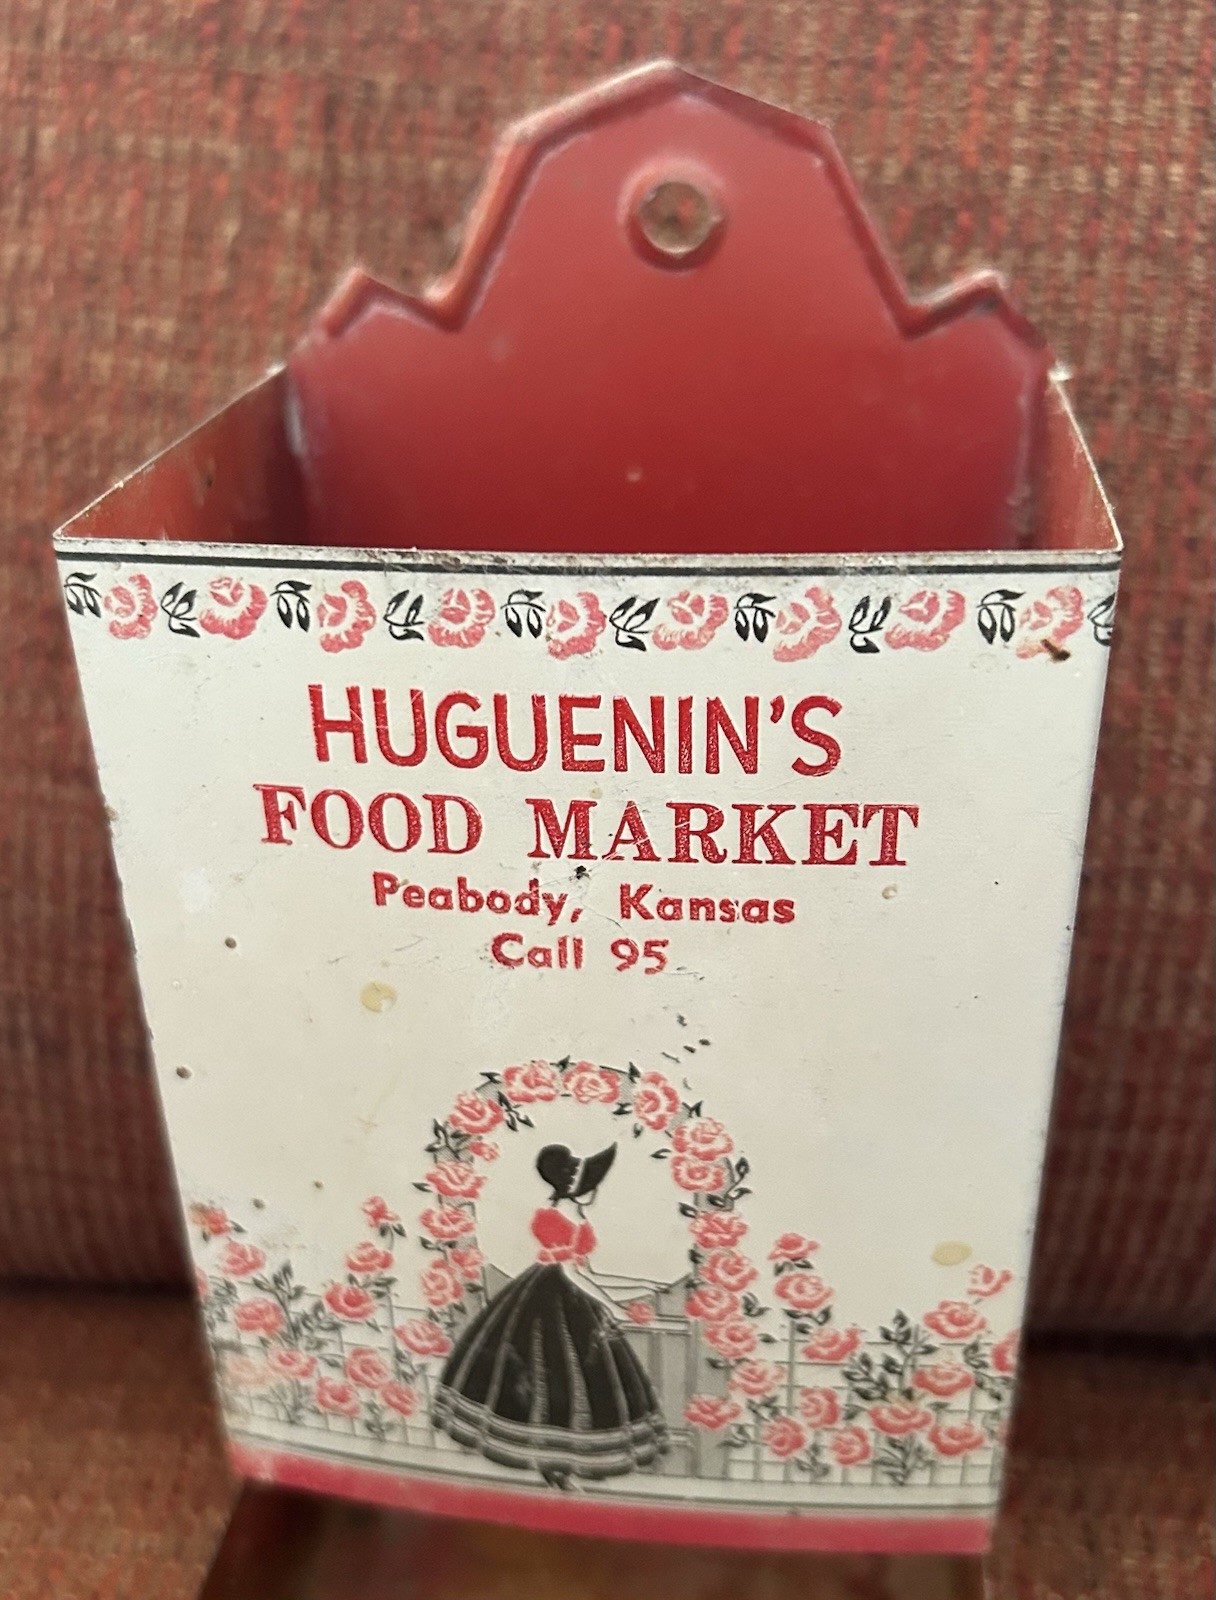 HUGUENIN'S
FOOD MARKET
Peabody, Kansas
Call 95